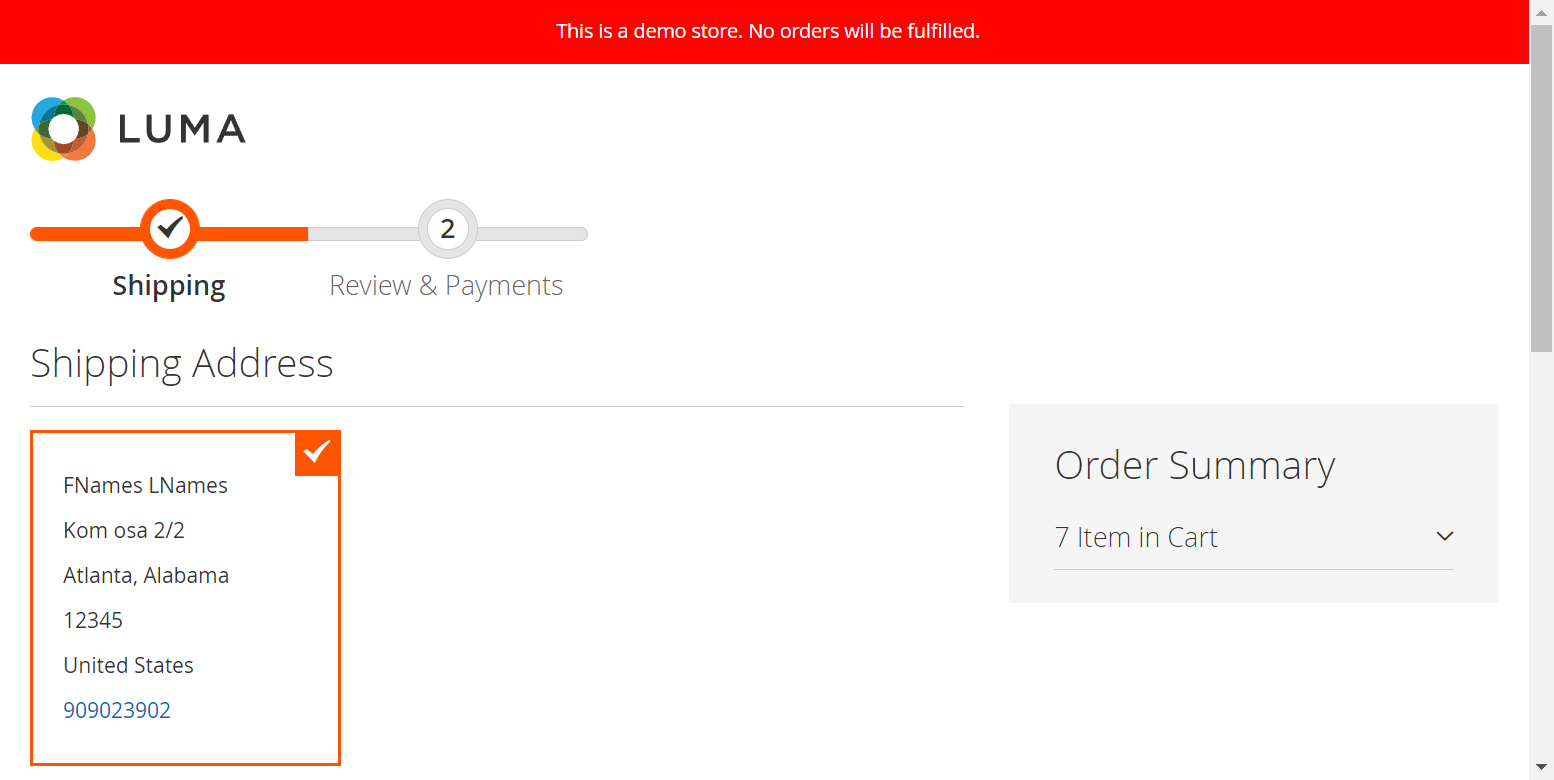 This is a demo store. No orders will be fulfilled.
LUMA
2
Shipping
Review & Payments
Shipping Address
FNames LNames
Kom osa 2/2
Atlanta, Alabama
12345
United States
909023902
Order Summary
7 Item in Cart